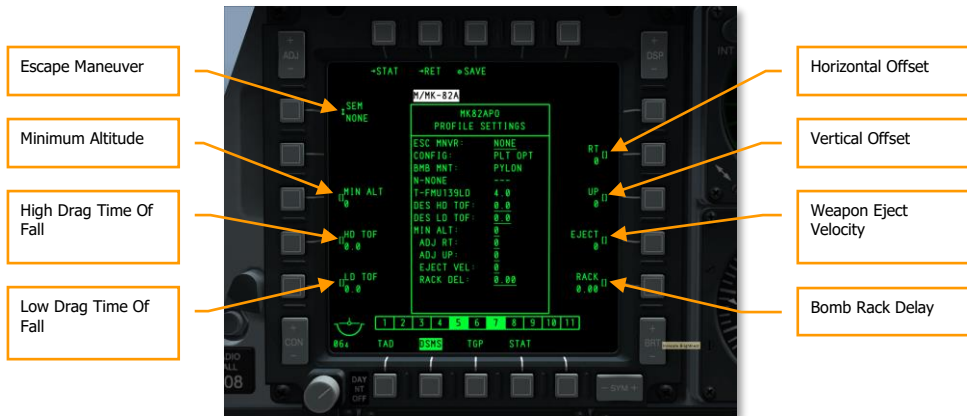 Escape Maneuver
Minimum Altitude
High Drag Time Of
Fall
Low Drag Time Of
Fall
ADJ
DSP
INT
→STAT →RET SAVE
M/MK-82A
SEM
NONE
MIN ALT
0
HD TOF
0.0
LD TOF
0.0
MK82APO
PROFILE SETTINGS
ESC MNVR: NONE
CONFIG: PLT OPT
BMB MNT: PYLON
N-NONE ---
T-FMU139LD 4.0
DES HD TOF: 0.0
DES LD TOF: 0.0
MIN ALT: 0
ADJ RT: 0
ADJ UP: 0
EJECT VEL: 0
RACK DEL: 0.00
RT
0
UP
0
EJECT
0
RACK
0.00
1 2 3 4 5 6 7 8 9 10 11
TAD DSMS TGP STAT
CON
BRT
DAY
NT
OFF
- SYM +
08
Horizontal Offset
Vertical Offset
Weapon Eject
Velocity
Bomb Rack Delay